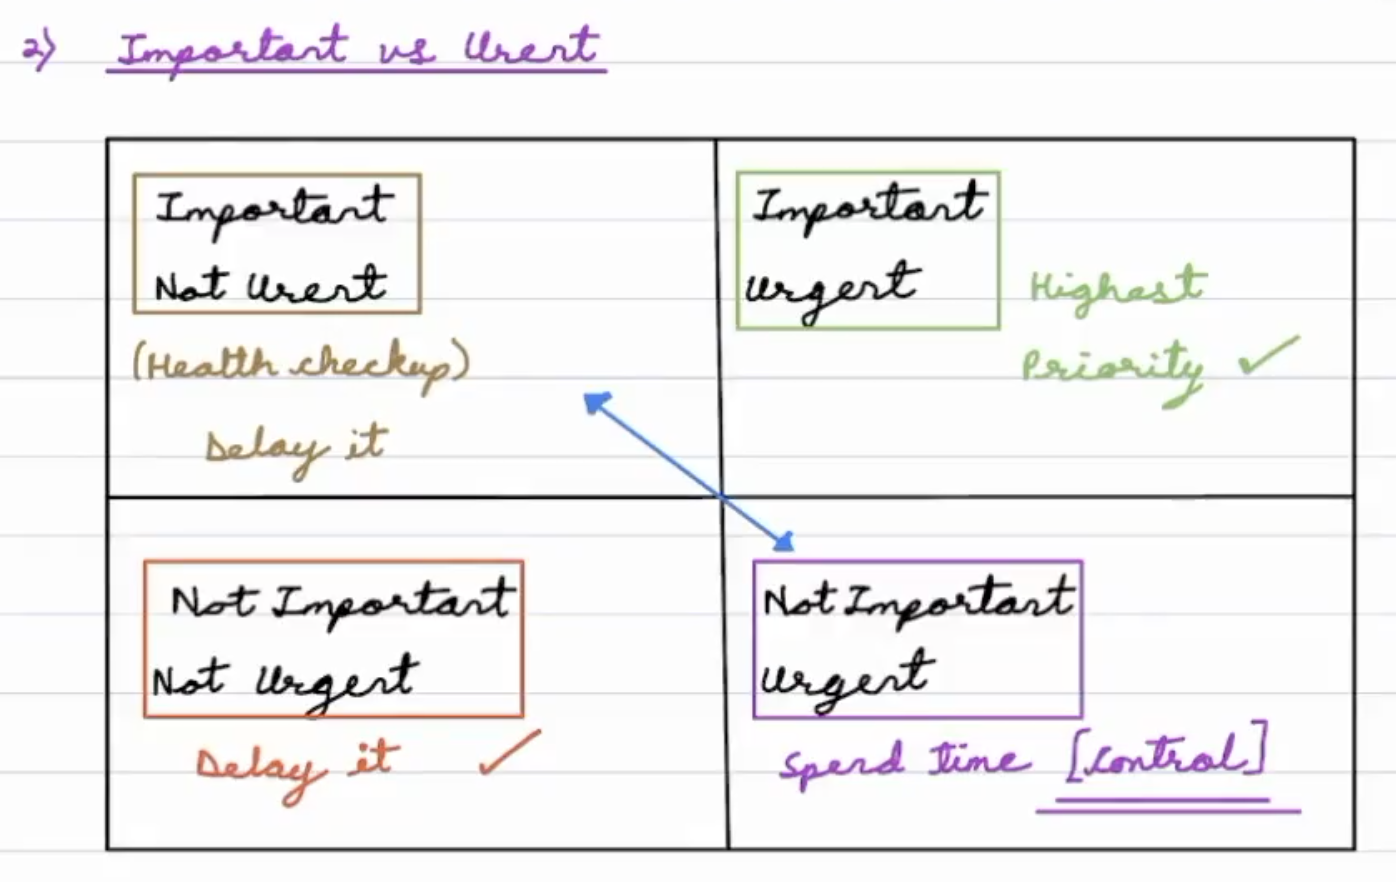 2) Important vs Urent
Important
Not Urent
(Health checkup)
Delay it
Important
Urgent
Highest
Priority ✓
Not Important
Not Urgent
Delay it ✓
Not Important
Urgent
Spend time [control]